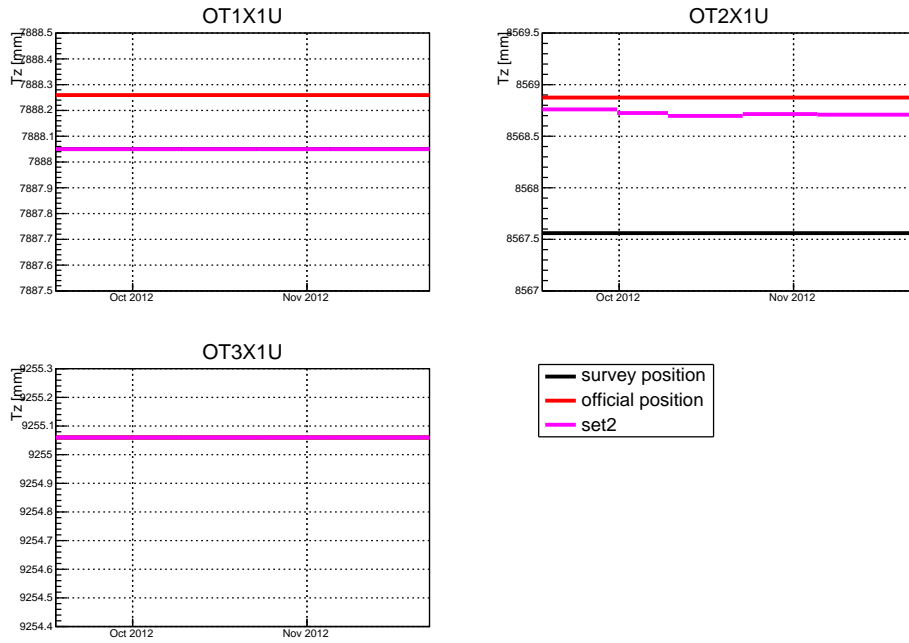 OT1X1U
Tz [mm]
7888.5
7888.4
7888.3
7888.2
7888.1
7888
7887.9
7887.8
7887.7
7887.6
7887.5
Oct 2012
Nov 2012
OT2X1U
Tz [mm]
8569.5
8569
8568.5
8568
8567.5
8567
Oct 2012
Nov 2012
OT3X1U
Tz [mm]
9255.3
9255.2
9255.1
9255
9254.9
9254.8
9254.7
9254.6
9254.5
9254.4
Oct 2012
Nov 2012
survey position
official position
set2